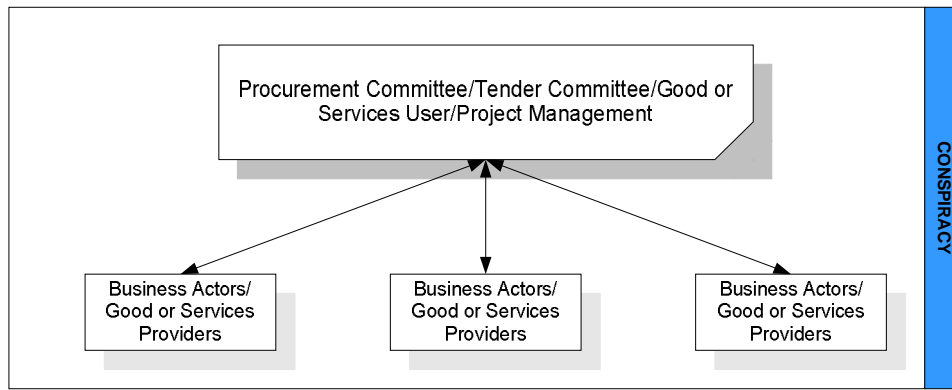 Procurement Committee/Tender Committee/Good or
Services User/Project Management
CONSPIRACY
Business Actors/
Good or Services
Providers
Business Actors/
Good or Services
Providers
Business Actors/
Good or Services
Providers